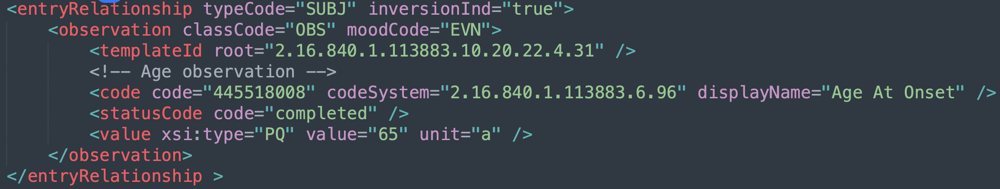 <entryRelationship typeCode="SUBJ" inversionInd="true">
<observation classCode="OBS" moodCode="EVN">
<templateId root="2.16.840.1.113883.10.20.22.4.31" />
<!-- Age observation -->
<code code="445518008" codeSystem="2.16.840.1.113883.6.96" displayName="Age At Onset" />
<statusCode code="completed" />
<value xsi:type="PQ" value="65" unit="a" />
</observation>
</entryRelationship >